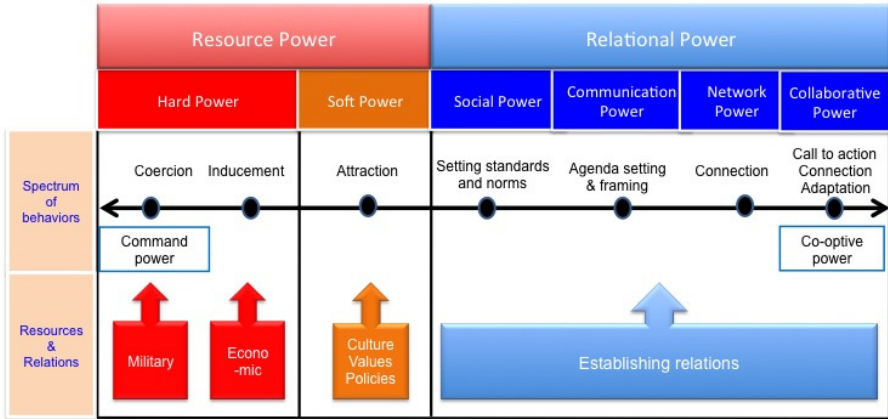 Resource Power
Relational Power
Hard Power
Soft Power
Social Power
Communication
Power
Network
Power
Collaborative
Power
Spectrum
of
behaviors
Coercion
Inducement
Attraction
Setting standards
and norms
Agenda setting
& framing
Connection
Call to action
Connection
Adaptation
Command
power
Co-optive
power
Resources
&
Relations
Military
Econo
-mic
Culture
Values
Policies
Establishing relations